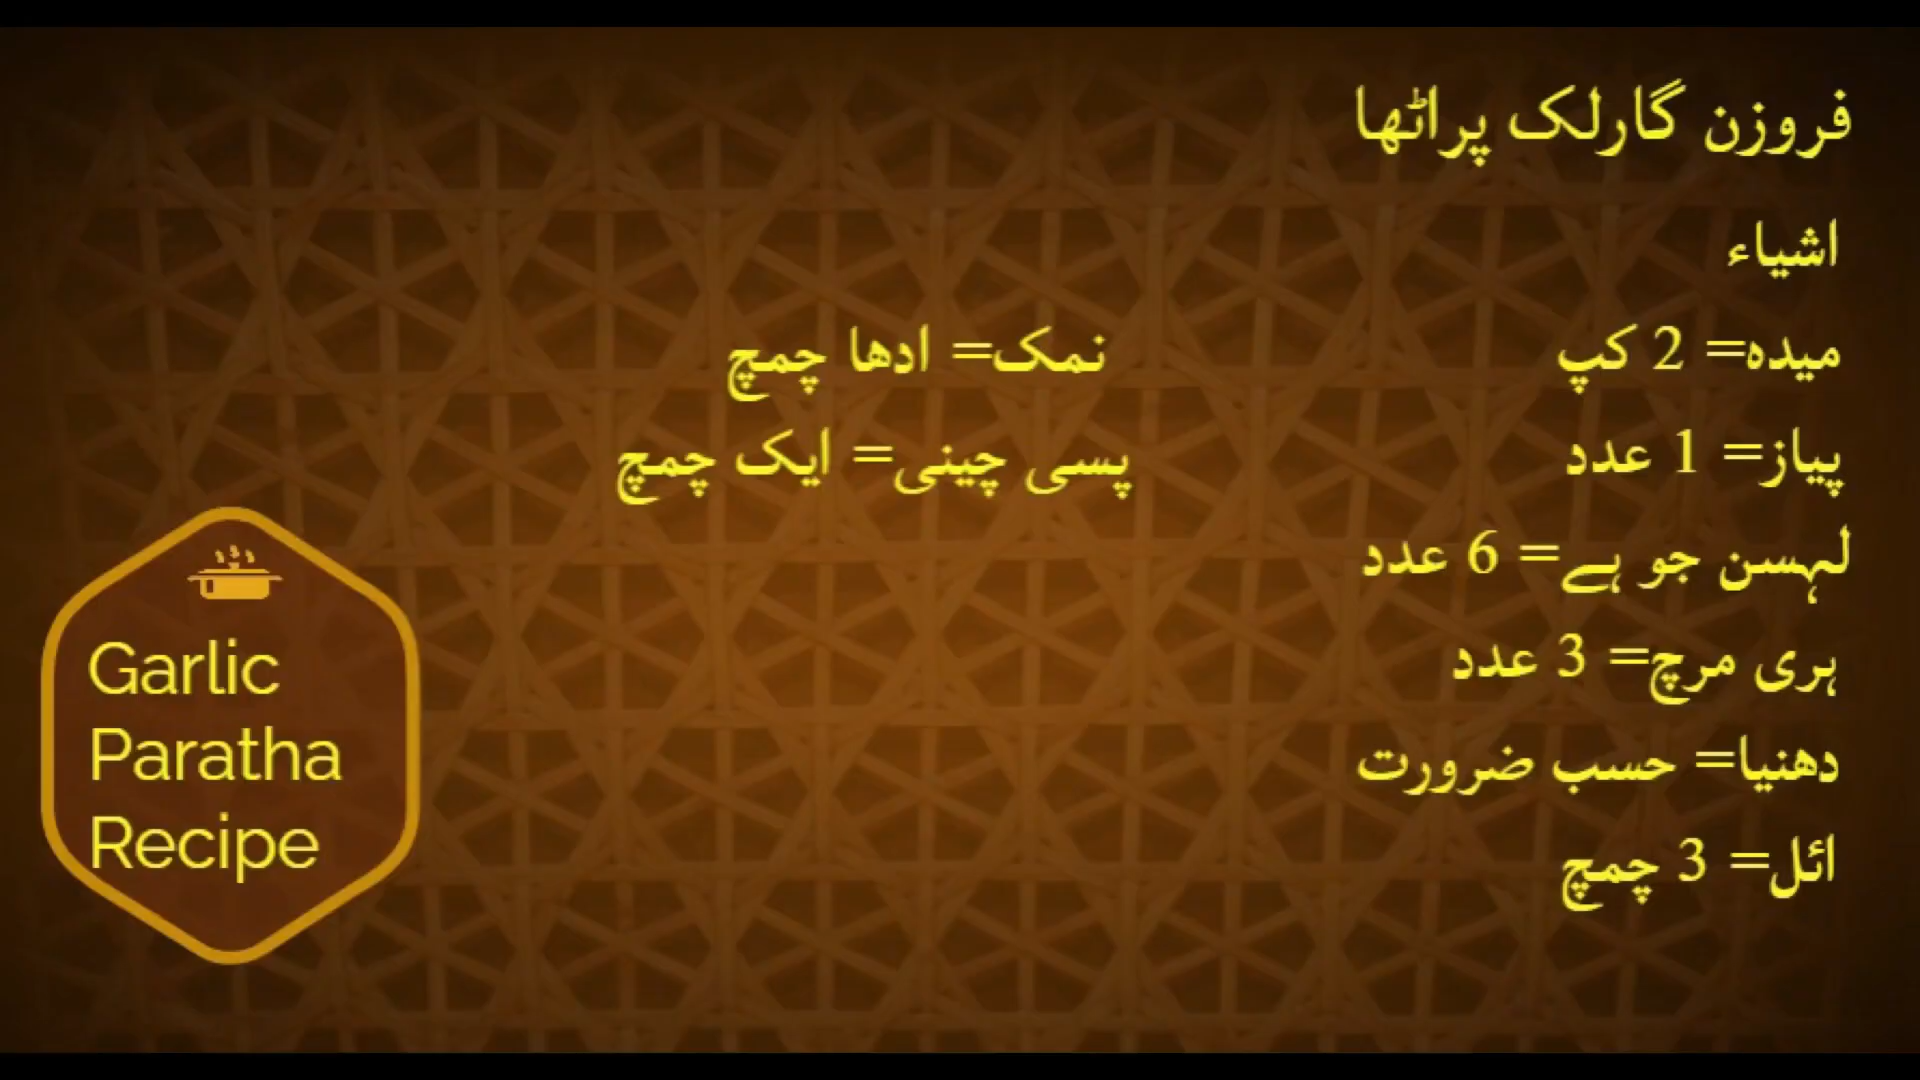 فروزن گارلک پراٹھا
اشیاء
میدہ= 2 کپ
پیاز= 1 عدد
لہسن جو ہے= 6 عدد
ہری مرچ= 3 عدد
دھنیا= حسب ضرورت
ائل= 3 چمچ
نمک= ادھا چمچ
پسی چینی= ایک چمچ
Garlic
Paratha
Recipe